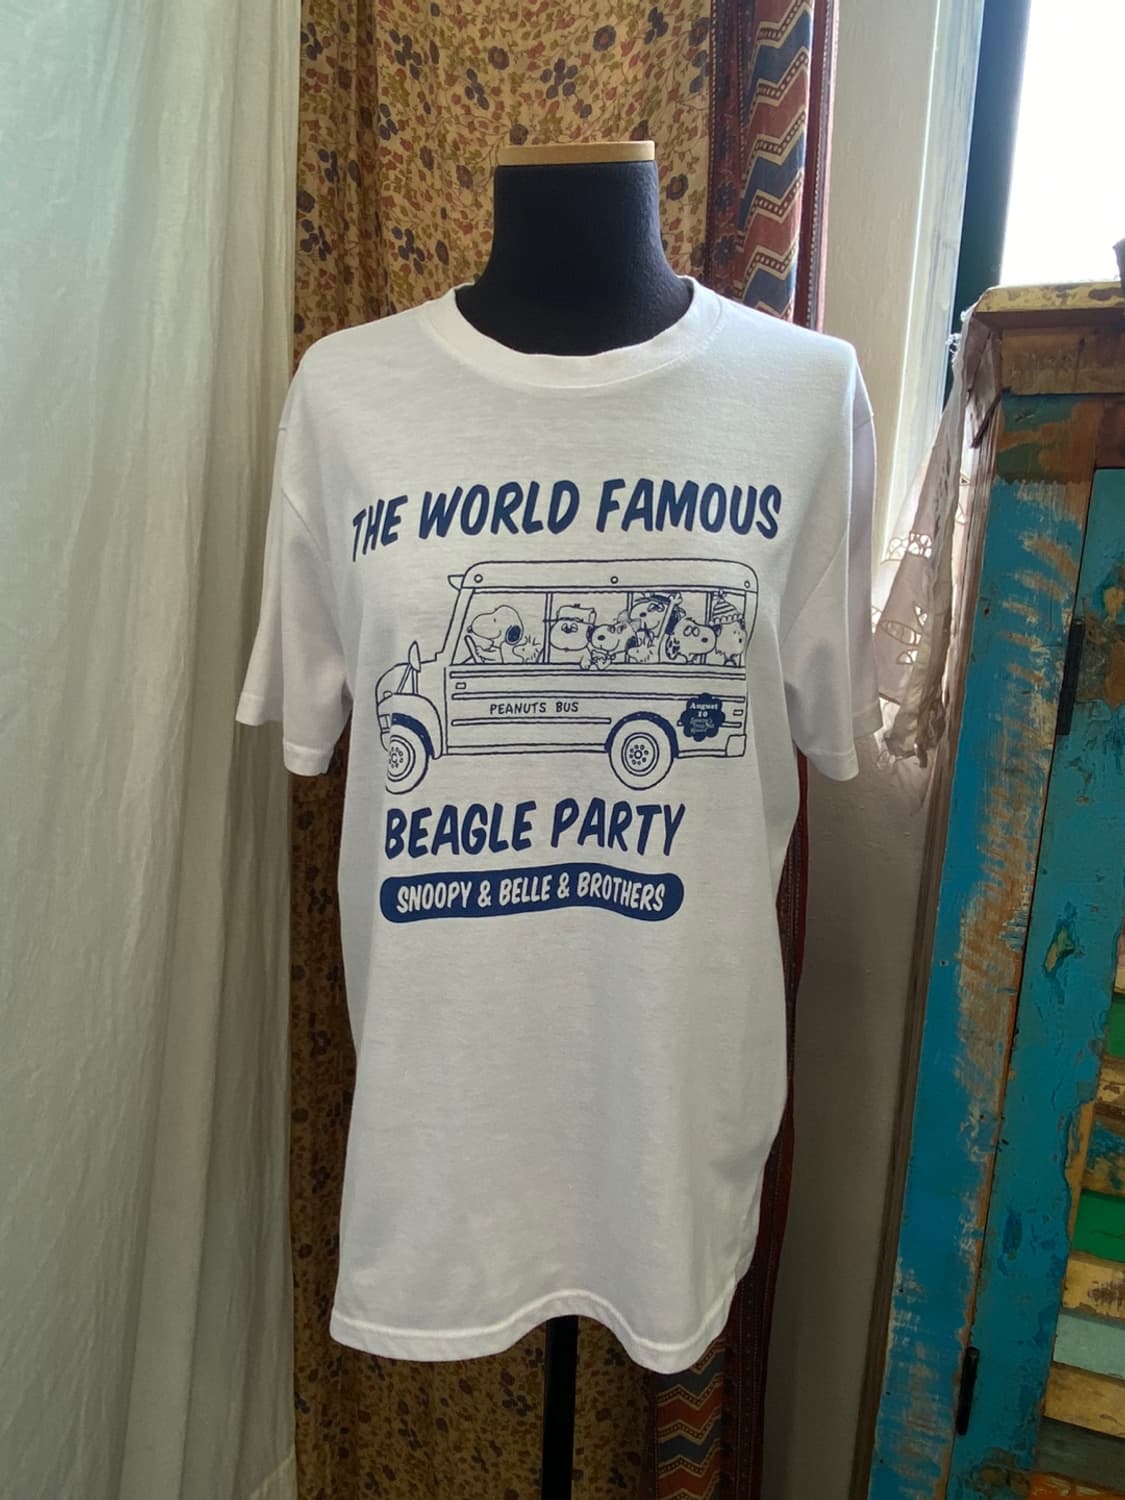 THE WORLD FAMOUS
PEANUTS BUS
August
10
BEAGLE PARTY
SNOOPY & BELLE & BROTHERS